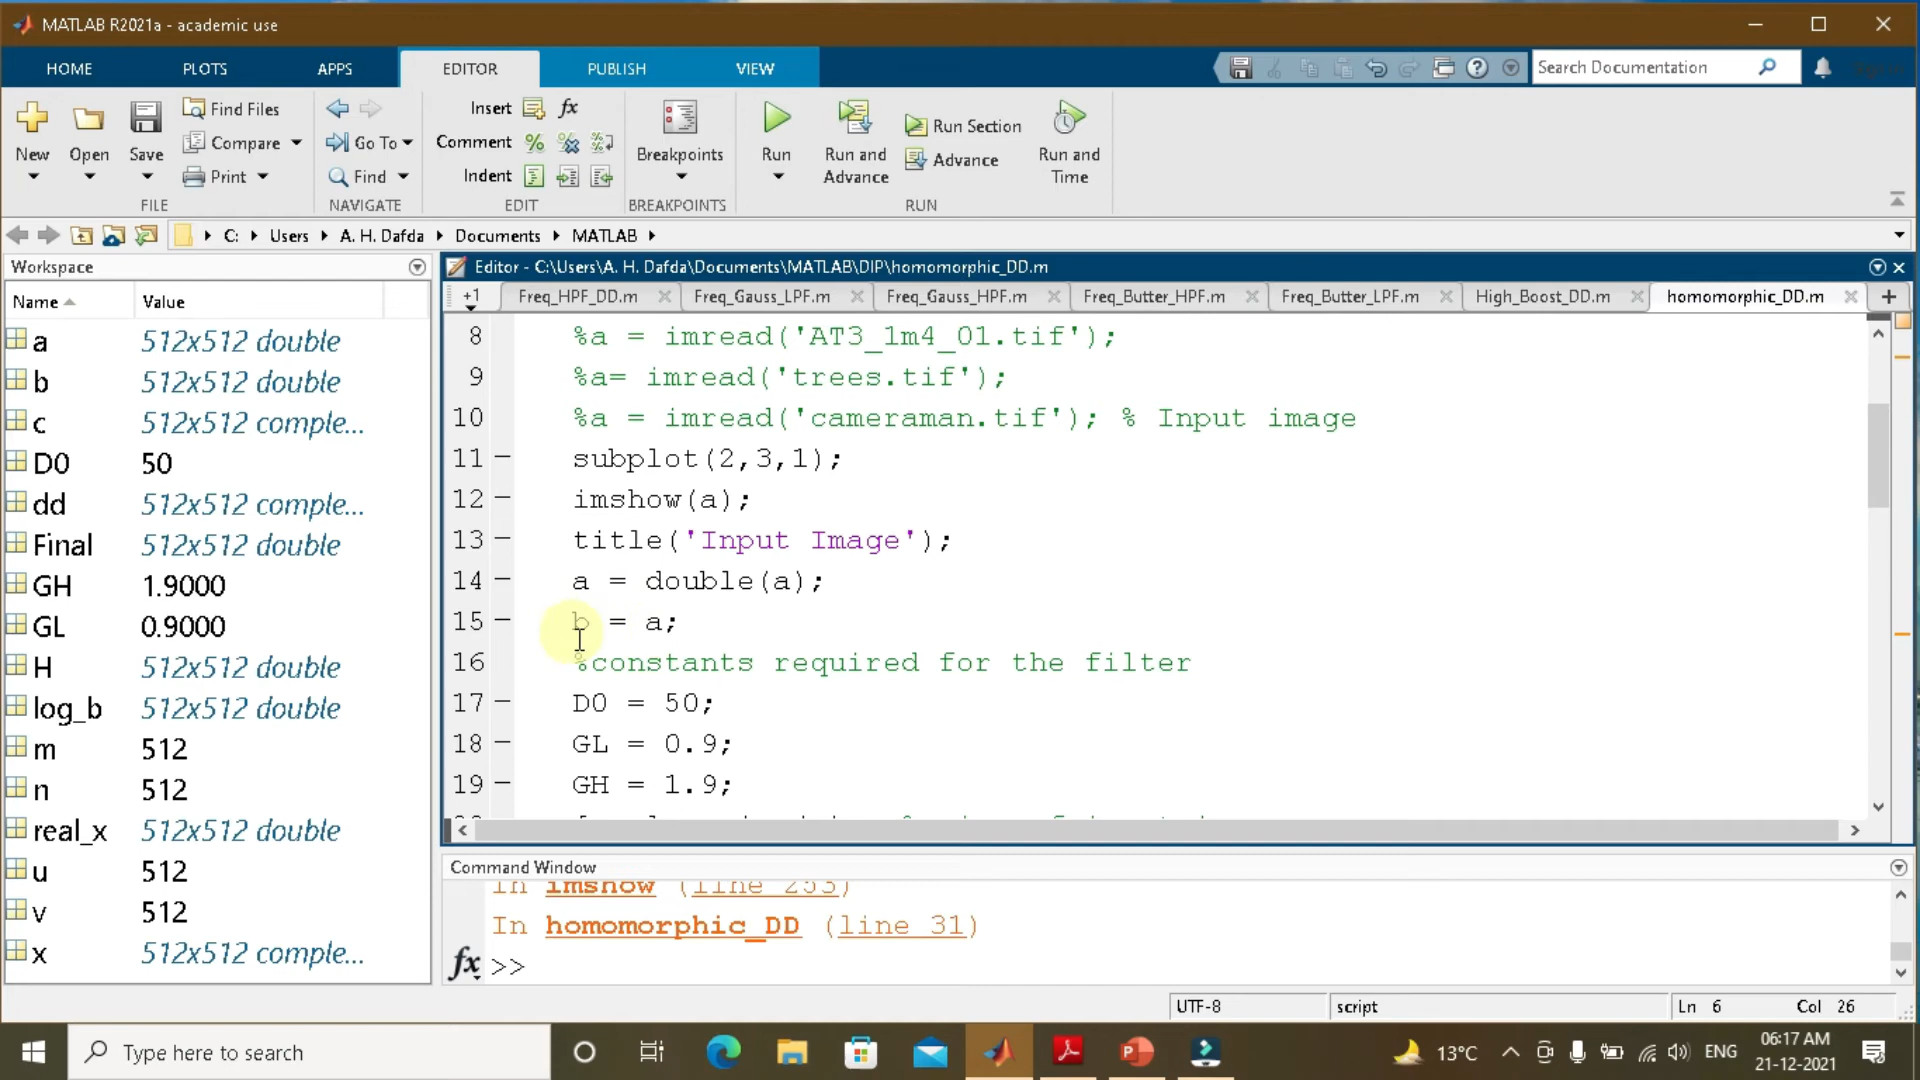 MATLAB R2021a - academic use
HOME PLOTS APPS EDITOR PUBLISH VIEW Search Documentation
New Open Save Find Files Compare Print FILE
Go To Find NAVIGATE
Insert fx Comment Indent EDIT
Breakpoints BREAKPOINTS
Run Run and Advance Run Section Advance Run and Time RUN
C: Users A. H. Dafda Documents MATLAB
Workspace
Name Value
a 512x512 double
b 512x512 double
c 512x512 comple...
D0 50
dd 512x512 comple...
Final 512x512 double
GH 1.9000
GL 0.9000
H 512x512 double
log_b 512x512 double
m 512
n 512
real_x 512x512 double
u 512
v 512
x 512x512 comple...
Editor - C:\Users\A. H. Dafda\Documents\MATLAB\DIP\homomorphic_DD.m
+1 Freq_HPF_DD.m Freq_Gauss_LPF.m Freq_Gauss_HPF.m Freq_Butter_HPF.m Freq_Butter_LPF.m High_Boost_DD.m homomorphic_DD.m
8 %a = imread('AT3_1m4_01.tif');
9 %a= imread('trees.tif');
10 %a = imread('cameraman.tif'); % Input image
11 – subplot(2,3,1);
12 – imshow(a);
13 – title('Input Image');
14 – a = double(a);
15 – b = a;
16 %constants required for the filter
17 – D0 = 50;
18 – GL = 0.9;
19 – GH = 1.9;
Command Window
In imshow (line 253)
In homomorphic_DD (line 31)
fx >>
UTF-8 script Ln 6 Col 26
Type here to search 13°C ENG 06:17 AM
21-12-2021